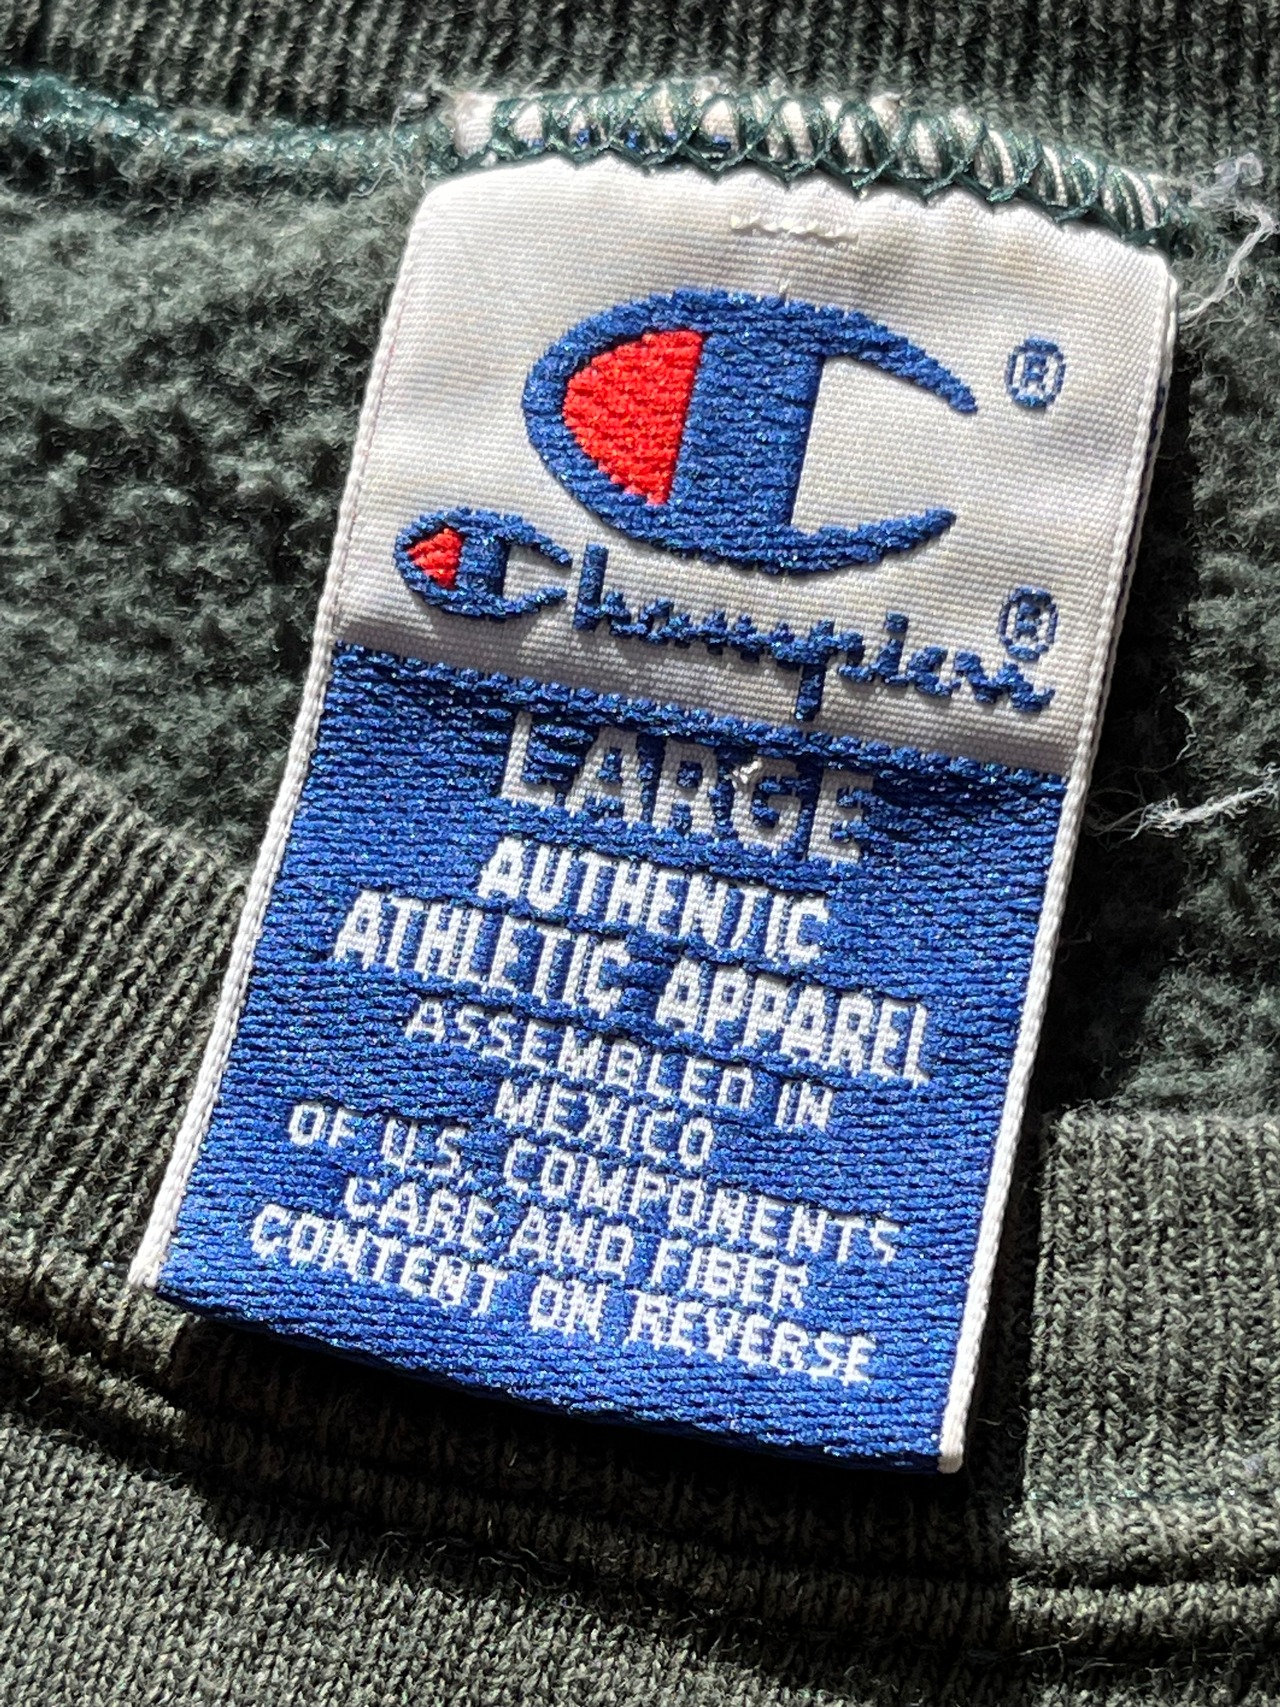 ®
Champion®
LARGE
AUTHENTIC
ATHLETIC APPAREL
ASSEMBLED IN
MEXICO
OF U.S. COMPONENTS
CARE AND FIBER
CONTENT ON REVERSE